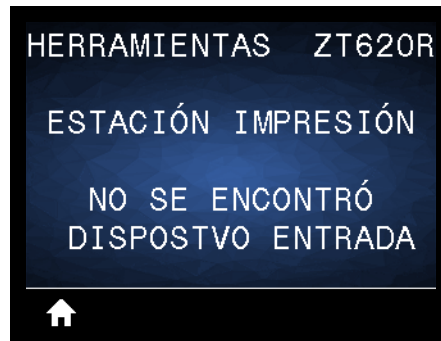 HERRAMIENTAS ZT620R
ESTACIÓN IMPRESIÓN
NO SE ENCONTRÓ
DISPOSTVO ENTRADA